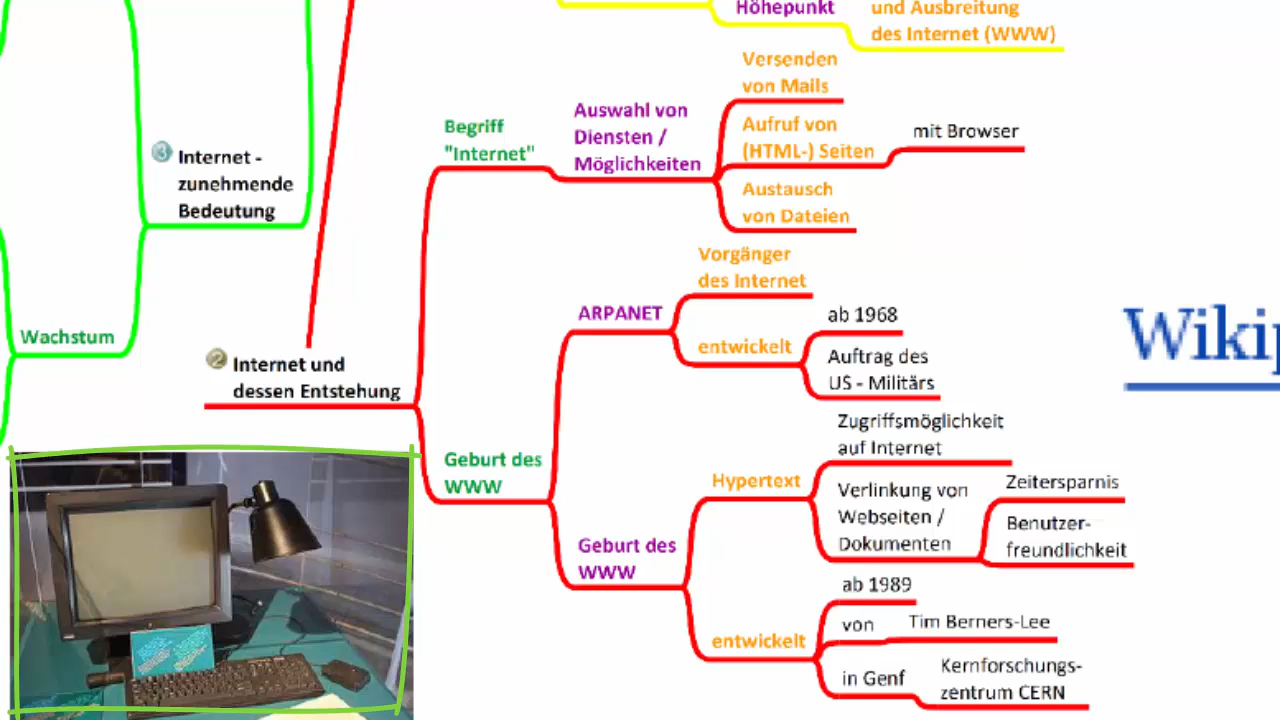 Höhepunkt
und Ausbreitung
des Internet (WWW)
③ Internet -
zunehmende
Bedeutung
Wachstum
② Internet und
dessen Entstehung
Begriff
"Internet"
Auswahl von
Diensten /
Möglichkeiten
Versenden
von Mails
Aufruf von
(HTML-) Seiten
mit Browser
Austausch
von Dateien
Geburt des
WWW
ARPANET
Vorgänger
des Internet
entwickelt
ab 1968
Auftrag des
US - Militärs
Geburt des
WWW
Hypertext
Zugriffsmöglichkeit
auf Internet
Verlinkung von
Webseiten /
Dokumenten
Zeitersparnis
Benutzer-
freundlichkeit
entwickelt
ab 1989
von
Tim Berners-Lee
in Genf
Kernforschungs-
zentrum CERN
Wikip